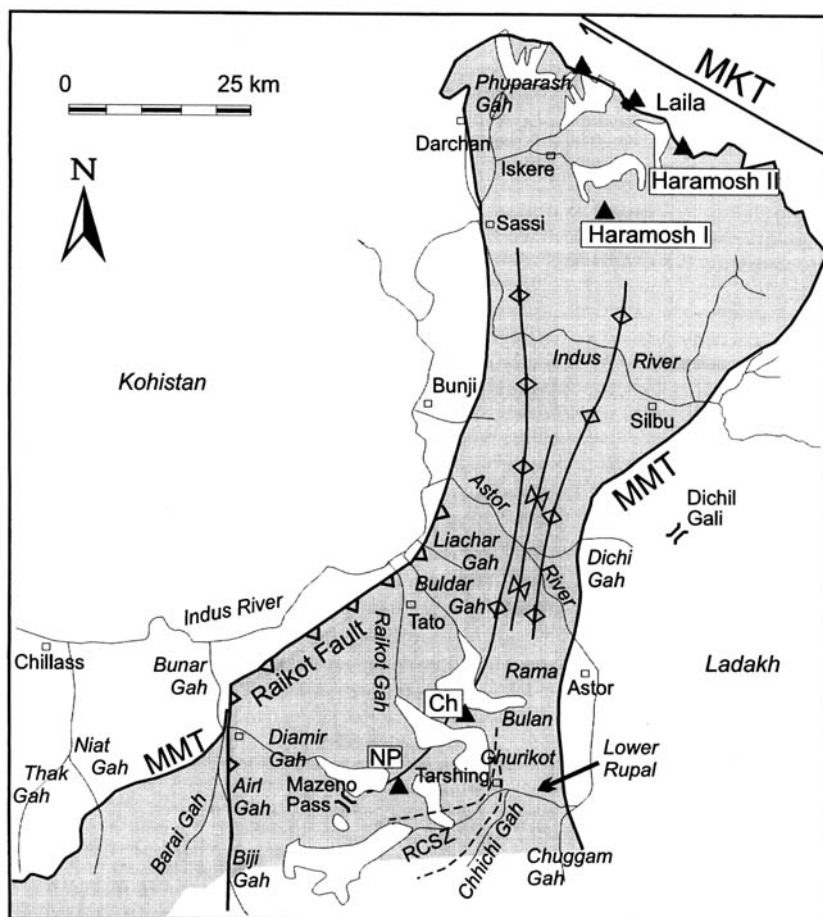 0 25 km
N
MKT
Phuparash
Gah
Laila
Darchan
Iskere
Haramosh II
Sassi
Haramosh I
Indus River
Kohistan
Bunji
Silbu
MMT
Astor
River
Dichil
Gali
Liachar
Gah
Dichi
Gah
Buldar
Gah
Indus River
Tato
Raikot Fault
Raikot Gah
Chillass
Bunar
Gah
Rama
Astor
Ladakh
Ch
Bulan
MMT
Diamir
Gah
NP
Ghurikot
Lower
Rupal
Niat
Gah
Thak
Gah
Mazeno
Pass
Tarshing
Airl
Gah
Barai Gah
RCSZ
Chhichi Gah
Chuggam
Gah
Biji
Gah